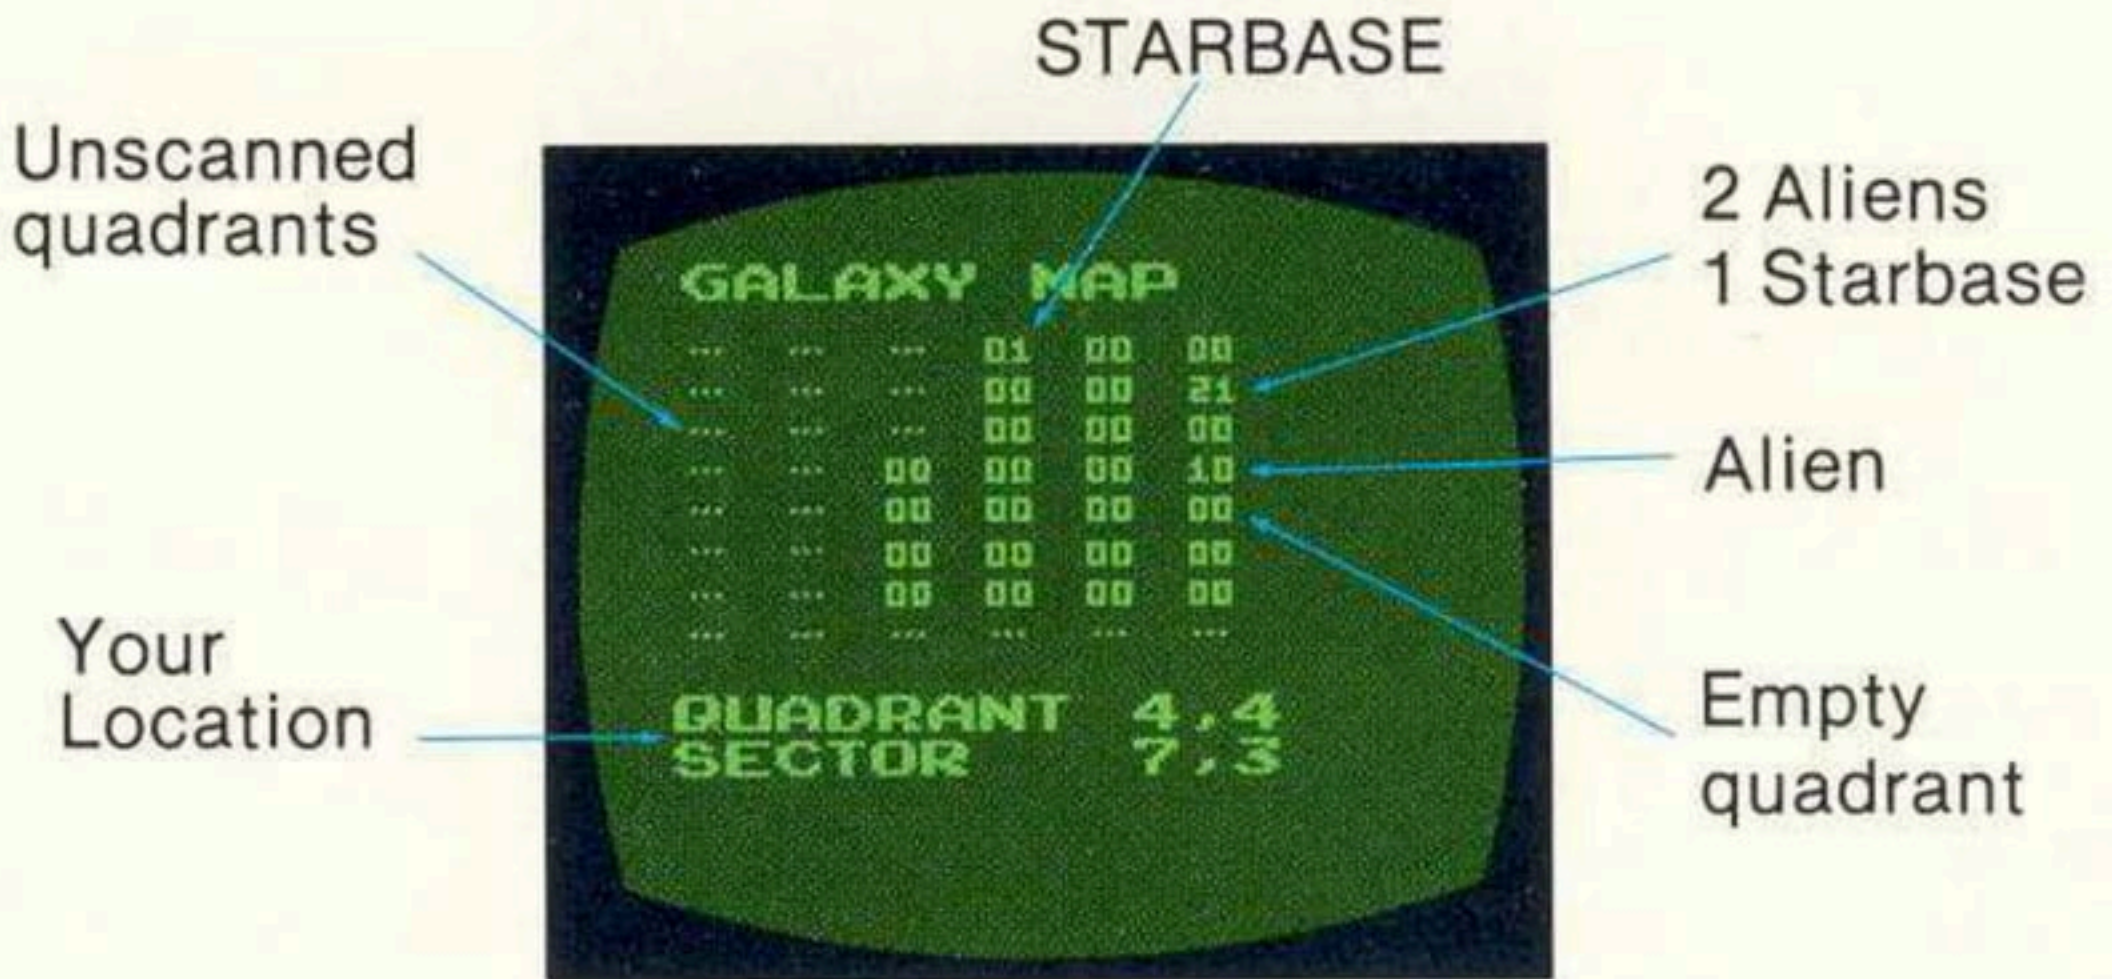 STARBASE
Unscanned
quadrants
2 Aliens
1 Starbase
GALAXY MAP
... ... ... 01 00 00
... ... ... 00 00 21
... ... ... 00 00 00
... ... 00 00 00 10
... ... 00 00 00 00
... ... 00 00 00 00
... ... 00 00 00 00
... ... ... ... ... ...
Alien
Your
Location
QUADRANT 4,4
SECTOR 7,3
Empty
quadrant